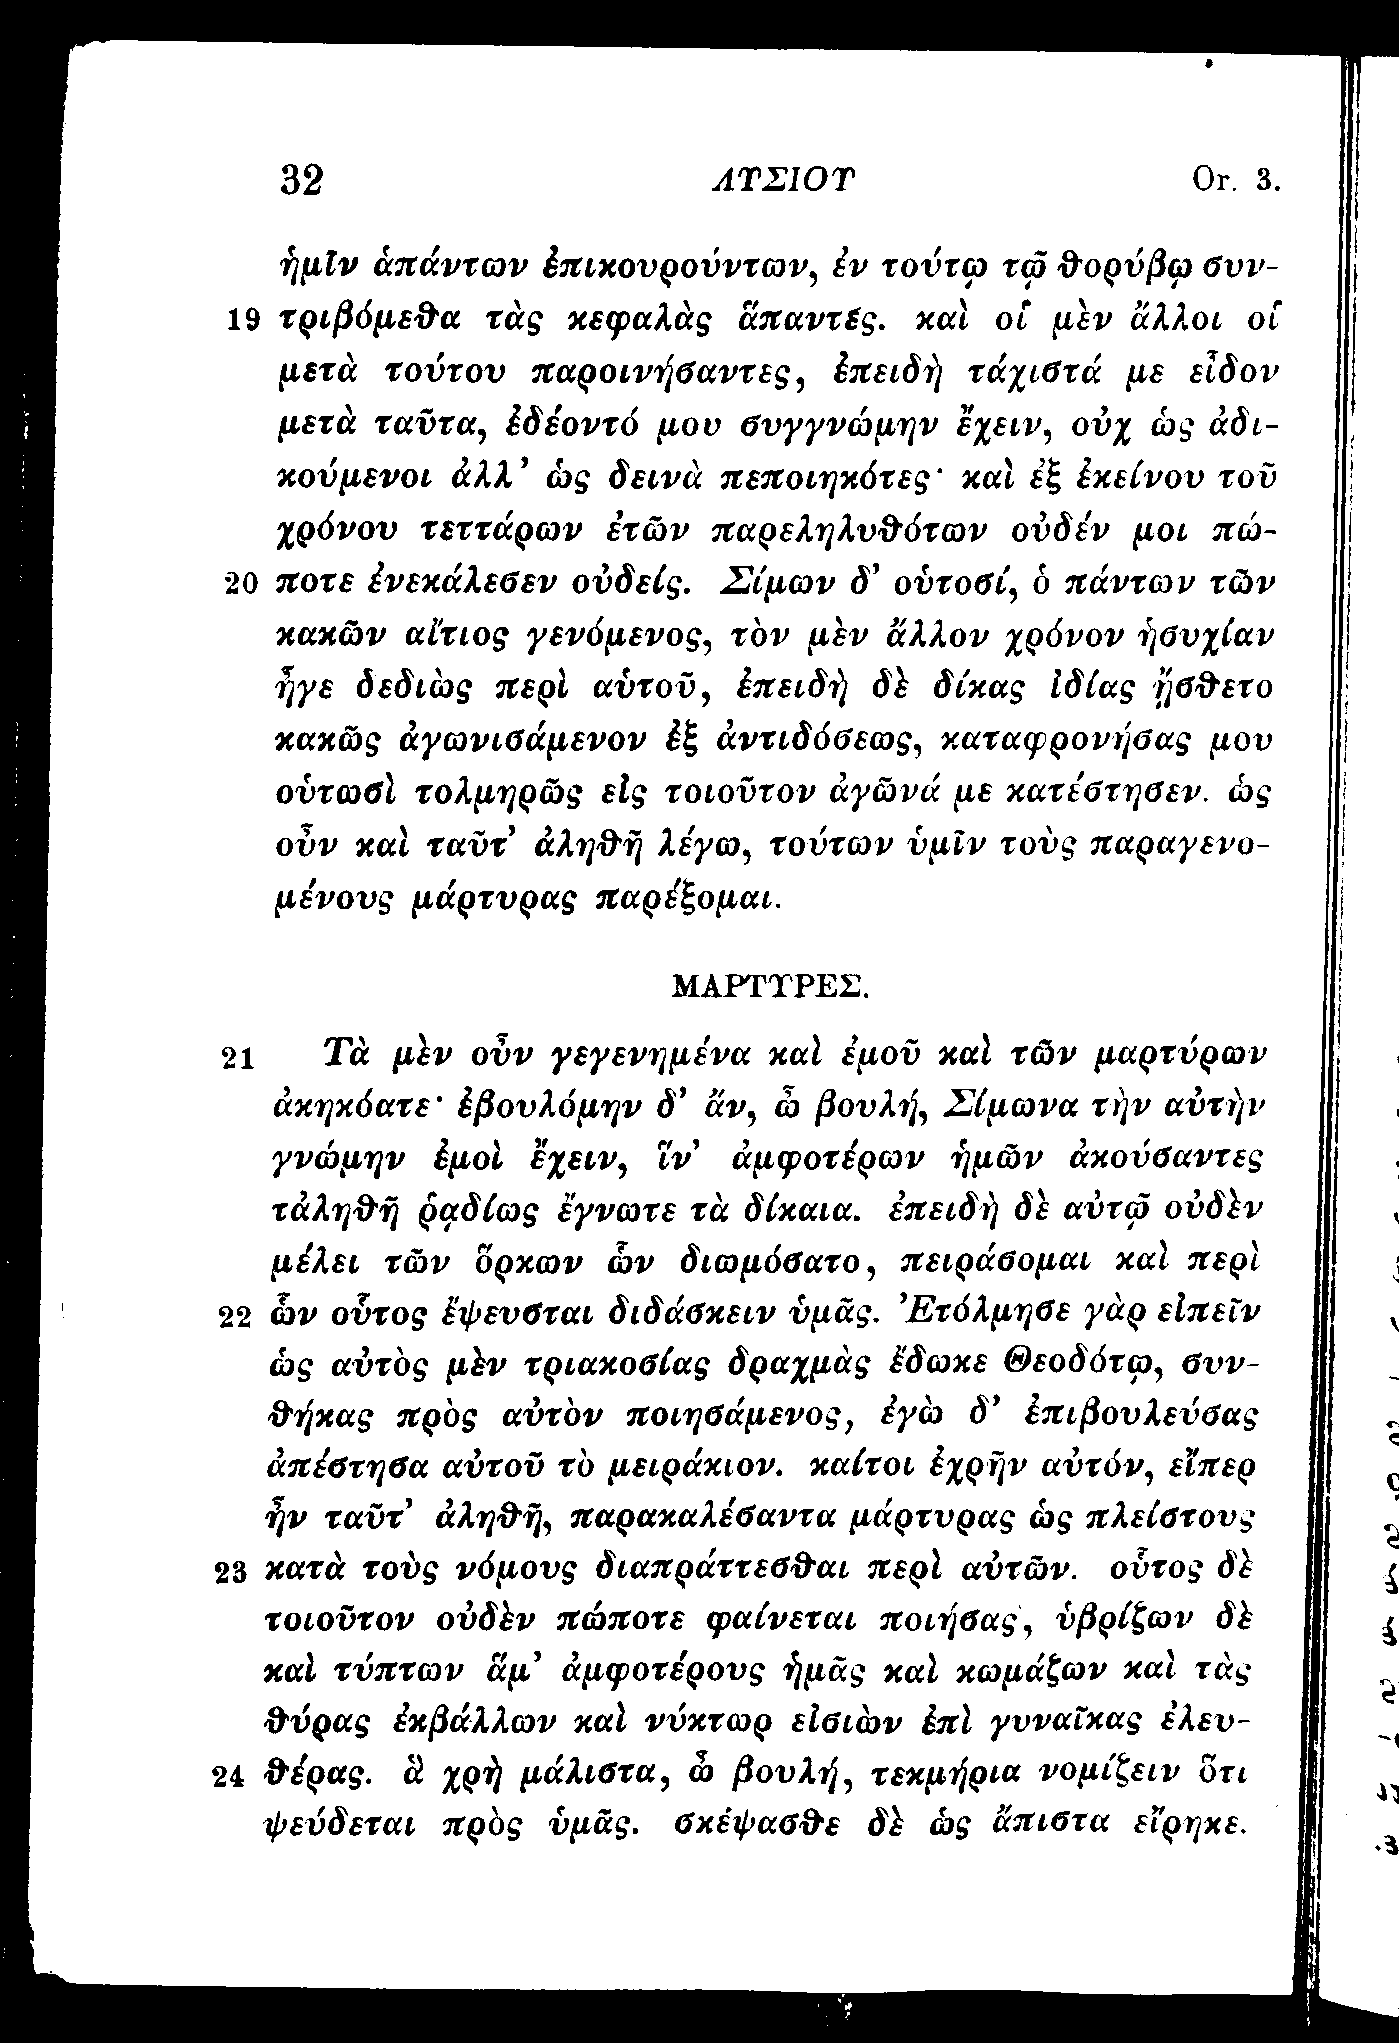 32 ΛΥΣΙΟΥ Or. 3.
ἡμῖν ἁπάντων ἐπικουρούντων, ἐν τούτῳ τῷ θορύβῳ συν-
19 τριβόμεθα τὰς κεφαλὰς ἅπαντες. καὶ οἱ μὲν ἄλλοι οἱ
μετὰ τούτου παροινήσαντες, ἐπειδὴ τάχιστά με εἶδον
μετὰ ταῦτα, ἐδέοντό μου συγγνώμην ἔχειν, οὐχ ὡς ἀδι-
κούμενοι ἀλλ᾽ ὡς δεινὰ πεποιηκότες· καὶ ἐξ ἐκείνου τοῦ
χρόνου τεττάρων ἐτῶν παρεληλυθότων οὐδέν μοι πώ-
20 ποτε ἐνεκάλεσεν οὐδείς. Σίμων δ᾽ οὑτοσί, ὁ πάντων τῶν
κακῶν αἴτιος γενόμενος, τὸν μὲν ἄλλον χρόνον ἡσυχίαν
ἦγε δεδιὼς περὶ αὑτοῦ, ἐπειδὴ δὲ δίκας ἰδίας ᾔσθετο
κακῶς ἀγωνισάμενον ἐξ ἀντιδόσεως, καταφρονήσας μου
οὑτωσὶ τολμηρῶς εἰς τοιοῦτον ἀγῶνά με κατέστησεν. ὡς
οὖν καὶ ταῦτ᾽ ἀληθῆ λέγω, τούτων ὑμῖν τοὺς παραγενο-
μένους μάρτυρας παρέξομαι.
ΜΑΡΤΥΡΕΣ.
21 Τὰ μὲν οὖν γεγενημένα καὶ ἐμοῦ καὶ τῶν μαρτύρων
ἀκηκόατε· ἐβουλόμην δ᾽ ἄν, ὦ βουλή, Σίμωνα τὴν αὐτὴν
γνώμην ἐμοὶ ἔχειν, ἵν᾽ ἀμφοτέρων ἡμῶν ἀκούσαντες
τἀληθῆ ῥᾳδίως ἔγνωτε τὰ δίκαια. ἐπειδὴ δὲ αὐτῷ οὐδὲν
μέλει τῶν ὅρκων ὧν διωμόσατο, πειράσομαι καὶ περὶ
22 ὧν οὗτος ἔψευσται διδάσκειν ὑμᾶς. Ἐτόλμησε γὰρ εἰπεῖν
ὡς αὐτὸς μὲν τριακοσίας δραχμὰς ἔδωκε Θεοδότῳ, συν-
θήκας πρὸς αὐτὸν ποιησάμενος, ἐγὼ δ᾽ ἐπιβουλεύσας
ἀπέστησα αὐτοῦ τὸ μειράκιον. καίτοι ἐχρῆν αὐτόν, εἴπερ
ἦν ταῦτ᾽ ἀληθῆ, παρακαλέσαντα μάρτυρας ὡς πλείστους
23 κατὰ τοὺς νόμους διαπράττεσθαι περὶ αὐτῶν. οὗτος δὲ
τοιοῦτον οὐδὲν πώποτε φαίνεται ποιήσας, ὑβρίζων δὲ
καὶ τύπτων ἅμ᾽ ἀμφοτέρους ἡμᾶς καὶ κωμάζων καὶ τὰς
θύρας ἐκβάλλων καὶ νύκτωρ εἰσιὼν ἐπὶ γυναῖκας ἐλευ-
24 θέρας. ἃ χρὴ μάλιστα, ὦ βουλή, τεκμήρια νομίζειν ὅτι
ψεύδεται πρὸς ὑμᾶς. σκέψασθε δὲ ὡς ἄπιστα εἴρηκε.